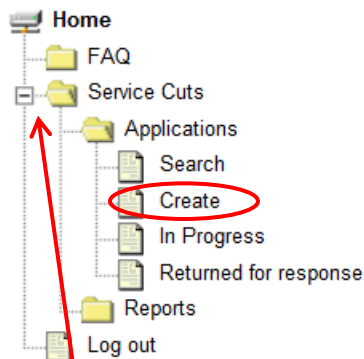 Home
FAQ
Service Cuts
Applications
Search
Create
In Progress
Returned for response
Reports
Log out